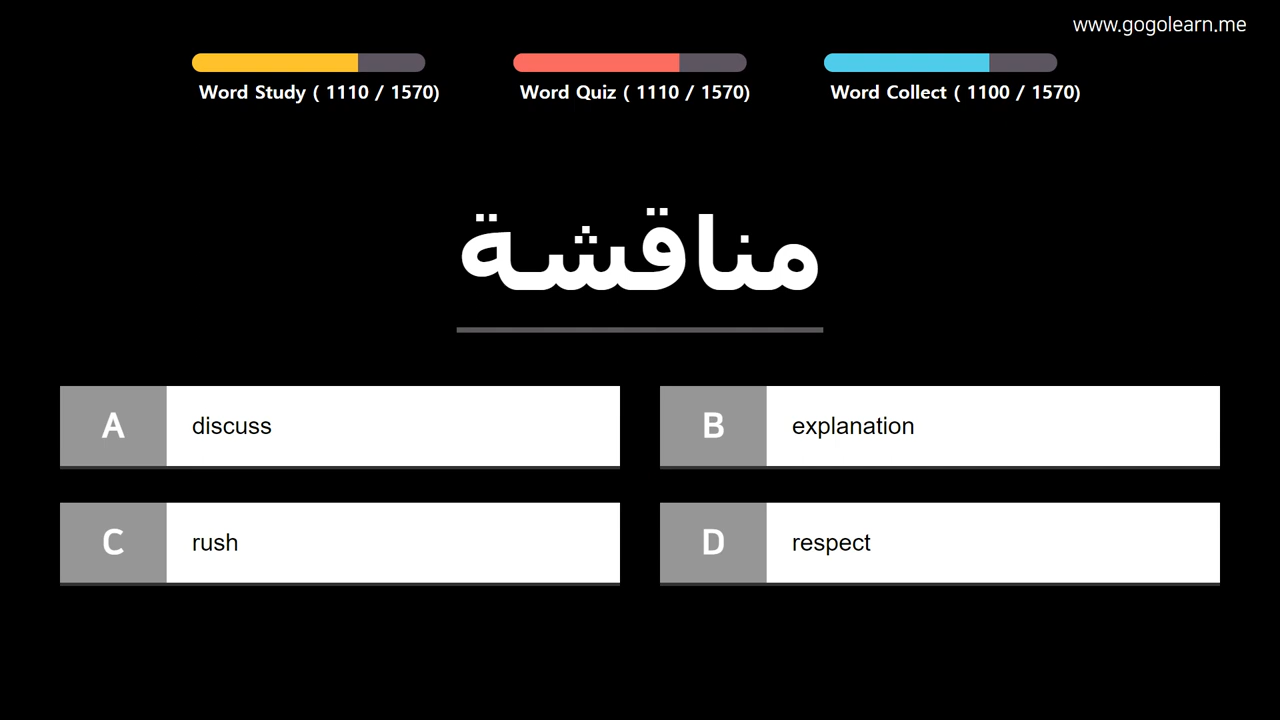 www.gogolearn.me
Word Study ( 1110 / 1570)
Word Quiz ( 1110 / 1570)
Word Collect ( 1100 / 1570)
مناقشة
A discuss
B explanation
C rush
D respect